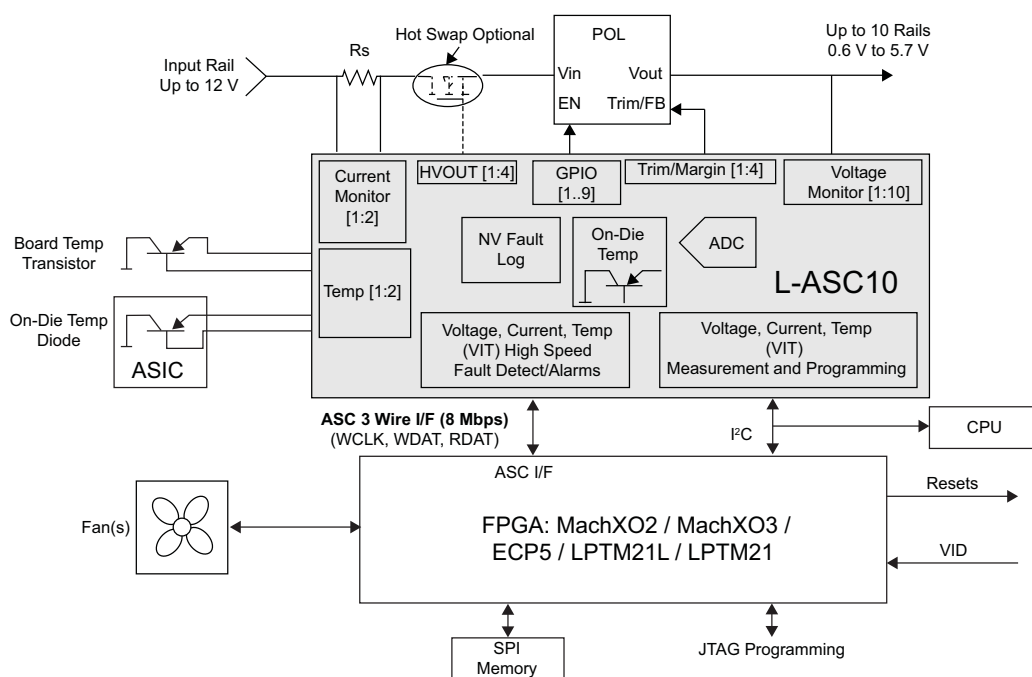 Hot Swap Optional
Rs
Input Rail
Up to 12 V
POL
Vin
Vout
EN
Trim/FB
Up to 10 Rails
0.6 V to 5.7 V
Current
Monitor
[1:2]
HVOUT [1:4]
GPIO
[1..9]
Trim/Margin [1:4]
Voltage
Monitor [1:10]
Board Temp
Transistor
On-Die Temp
Diode
ASIC
Temp [1:2]
NV Fault
Log
On-Die
Temp
ADC
L-ASC10
Voltage, Current, Temp
(VIT) High Speed
Fault Detect/Alarms
Voltage, Current, Temp
(VIT)
Measurement and Programming
ASC 3 Wire I/F (8 Mbps)
(WCLK, WDAT, RDAT)
I²C
CPU
ASC I/F
FPGA: MachXO2 / MachXO3 /
ECP5 / LPTM21L / LPTM21
Fan(s)
Resets
VID
SPI
Memory
JTAG Programming